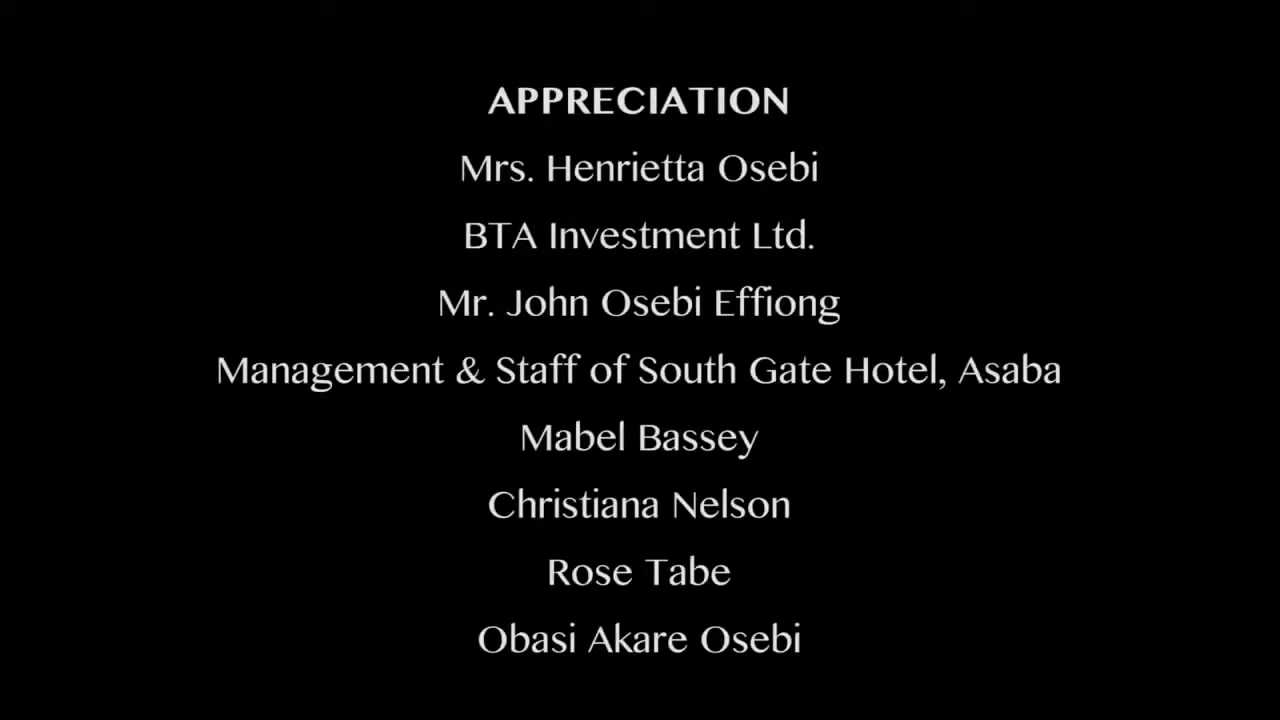 APPRECIATION
Mrs. Henrietta Osebi
BTA Investment Ltd.
Mr. John Osebi Effiong
Management & Staff of South Gate Hotel, Asaba
Mabel Bassey
Christiana Nelson
Rose Tabe
Obasi Akare Osebi